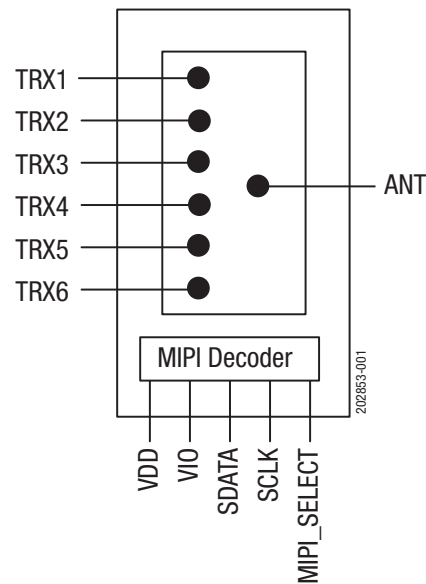 TRX1
TRX2
TRX3
TRX4
TRX5
TRX6
ANT
MIPI Decoder
202853-001
VDD
VIO
SDATA
SCLK
MIPI_SELECT